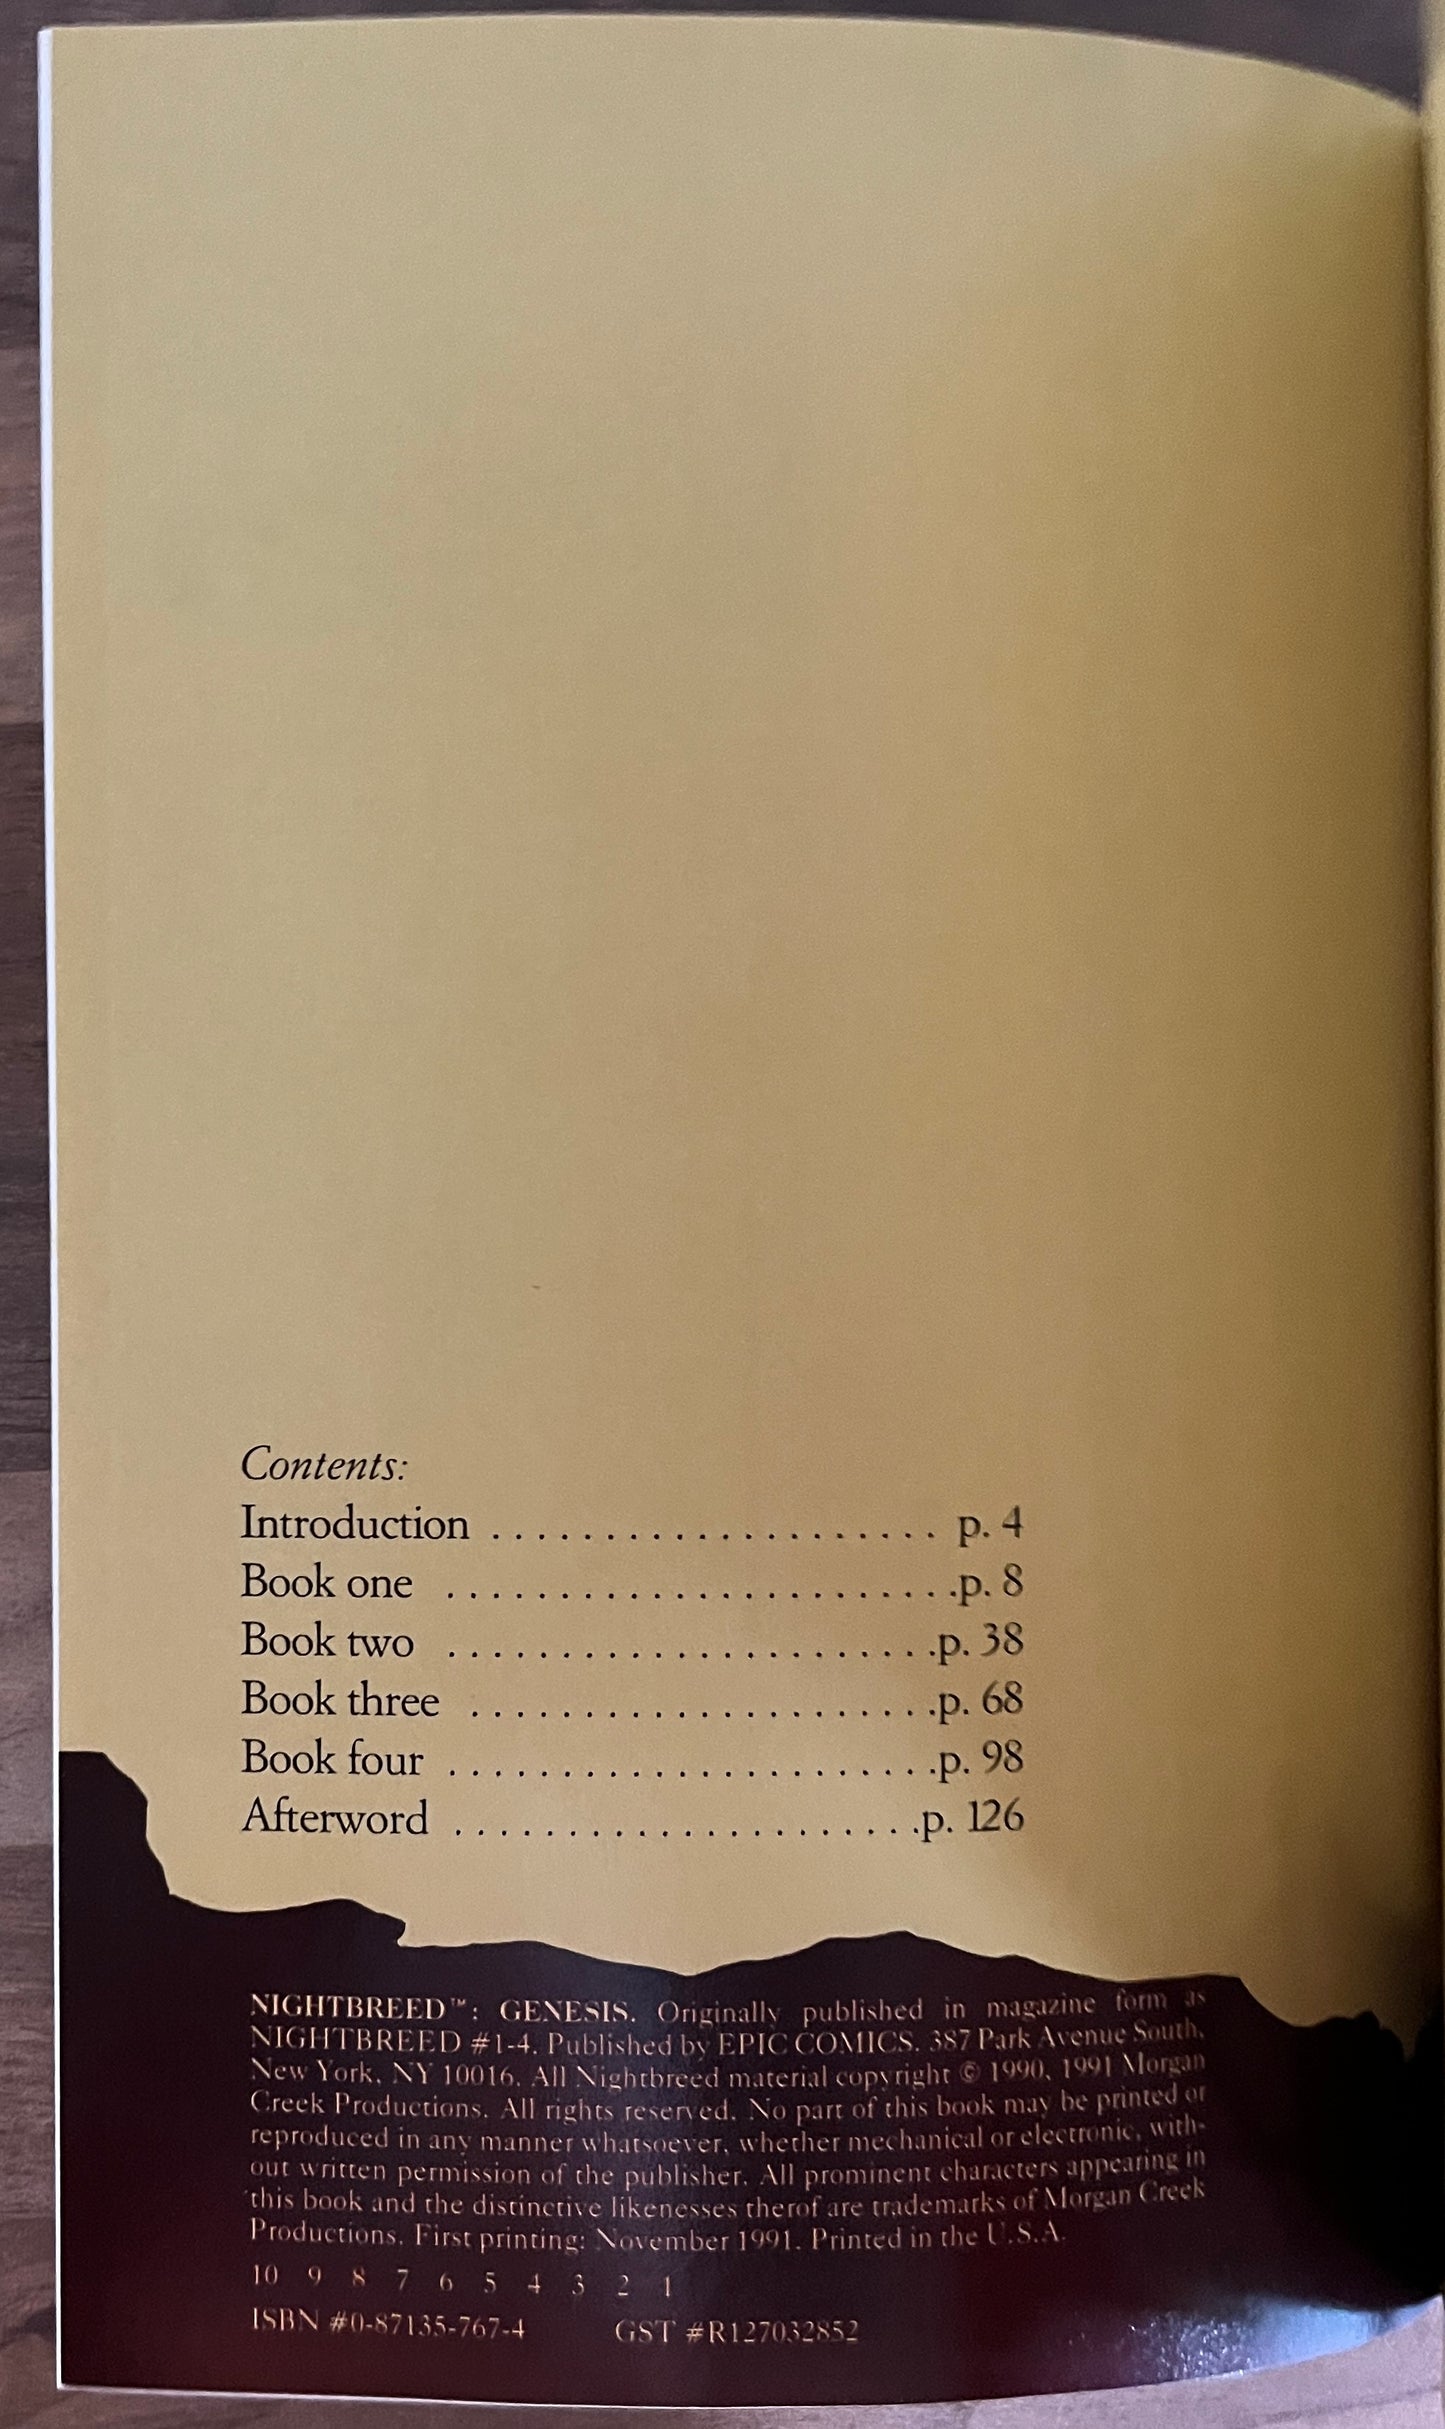 Contents:
Introduction . . . . . . . . . . . . . . . . . . . . p. 4
Book one . . . . . . . . . . . . . . . . . . . . . . .p. 8
Book two . . . . . . . . . . . . . . . . . . . . . .p. 38
Book three . . . . . . . . . . . . . . . . . . . . .p. 68
Book four . . . . . . . . . . . . . . . . . . . . . .p. 98
Afterword . . . . . . . . . . . . . . . . . . . . .p. 126
NIGHTBREED™: GENESIS. Originally published in magazine form as
NIGHTBREED #1-4. Published by EPIC COMICS. 387 Park Avenue South,
New York, NY 10016. All Nightbreed material copyright © 1990, 1991 Morgan
Creek Productions. All rights reserved. No part of this book may be printed or
reproduced in any manner whatsoever, whether mechanical or electronic, with-
out written permission of the publisher. All prominent characters appearing in
this book and the distinctive likenesses therof are trademarks of Morgan Creek
Productions. First printing: November 1991. Printed in the U.S.A.
10 9 8 7 6 5 4 3 2 1
ISBN #0-87135-767-4 GST #R127032852